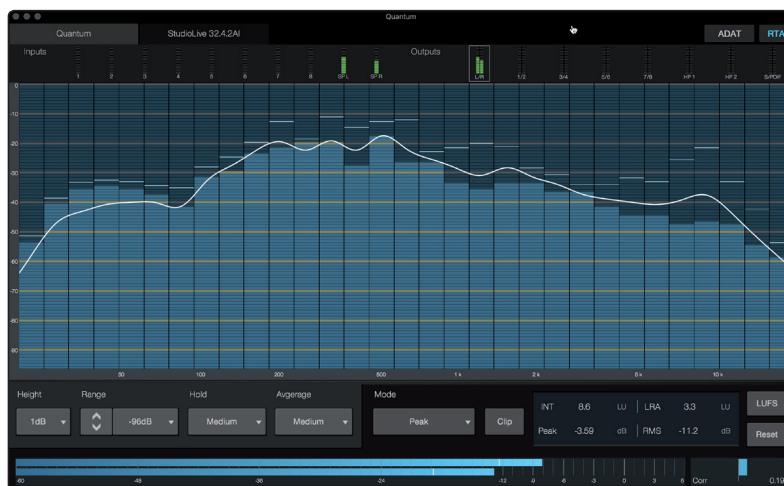 Quantum
Quantum StudioLive 32.4.2AI ADAT RTA
Inputs Outputs
1 2 3 4 5 6 7 8 SP L SP R L/R 1/2 3/4 5/6 7/8 HP 1 HP 2 S/PDIF
0
-10
-20
-30
-40
-50
-60
-70
-80
-90
50 100 200 500 1 k 2 k 5 k 10 k
Height Range Hold Avgerage Mode
1dB -96dB Medium Medium Peak Clip
INT 8.6 LU LRA 3.3 LU LUFS
Peak -3.59 dB RMS -11.2 dB Reset
-60 -48 -36 -24 -12 -9 -6 -3 0 3 6 Corr